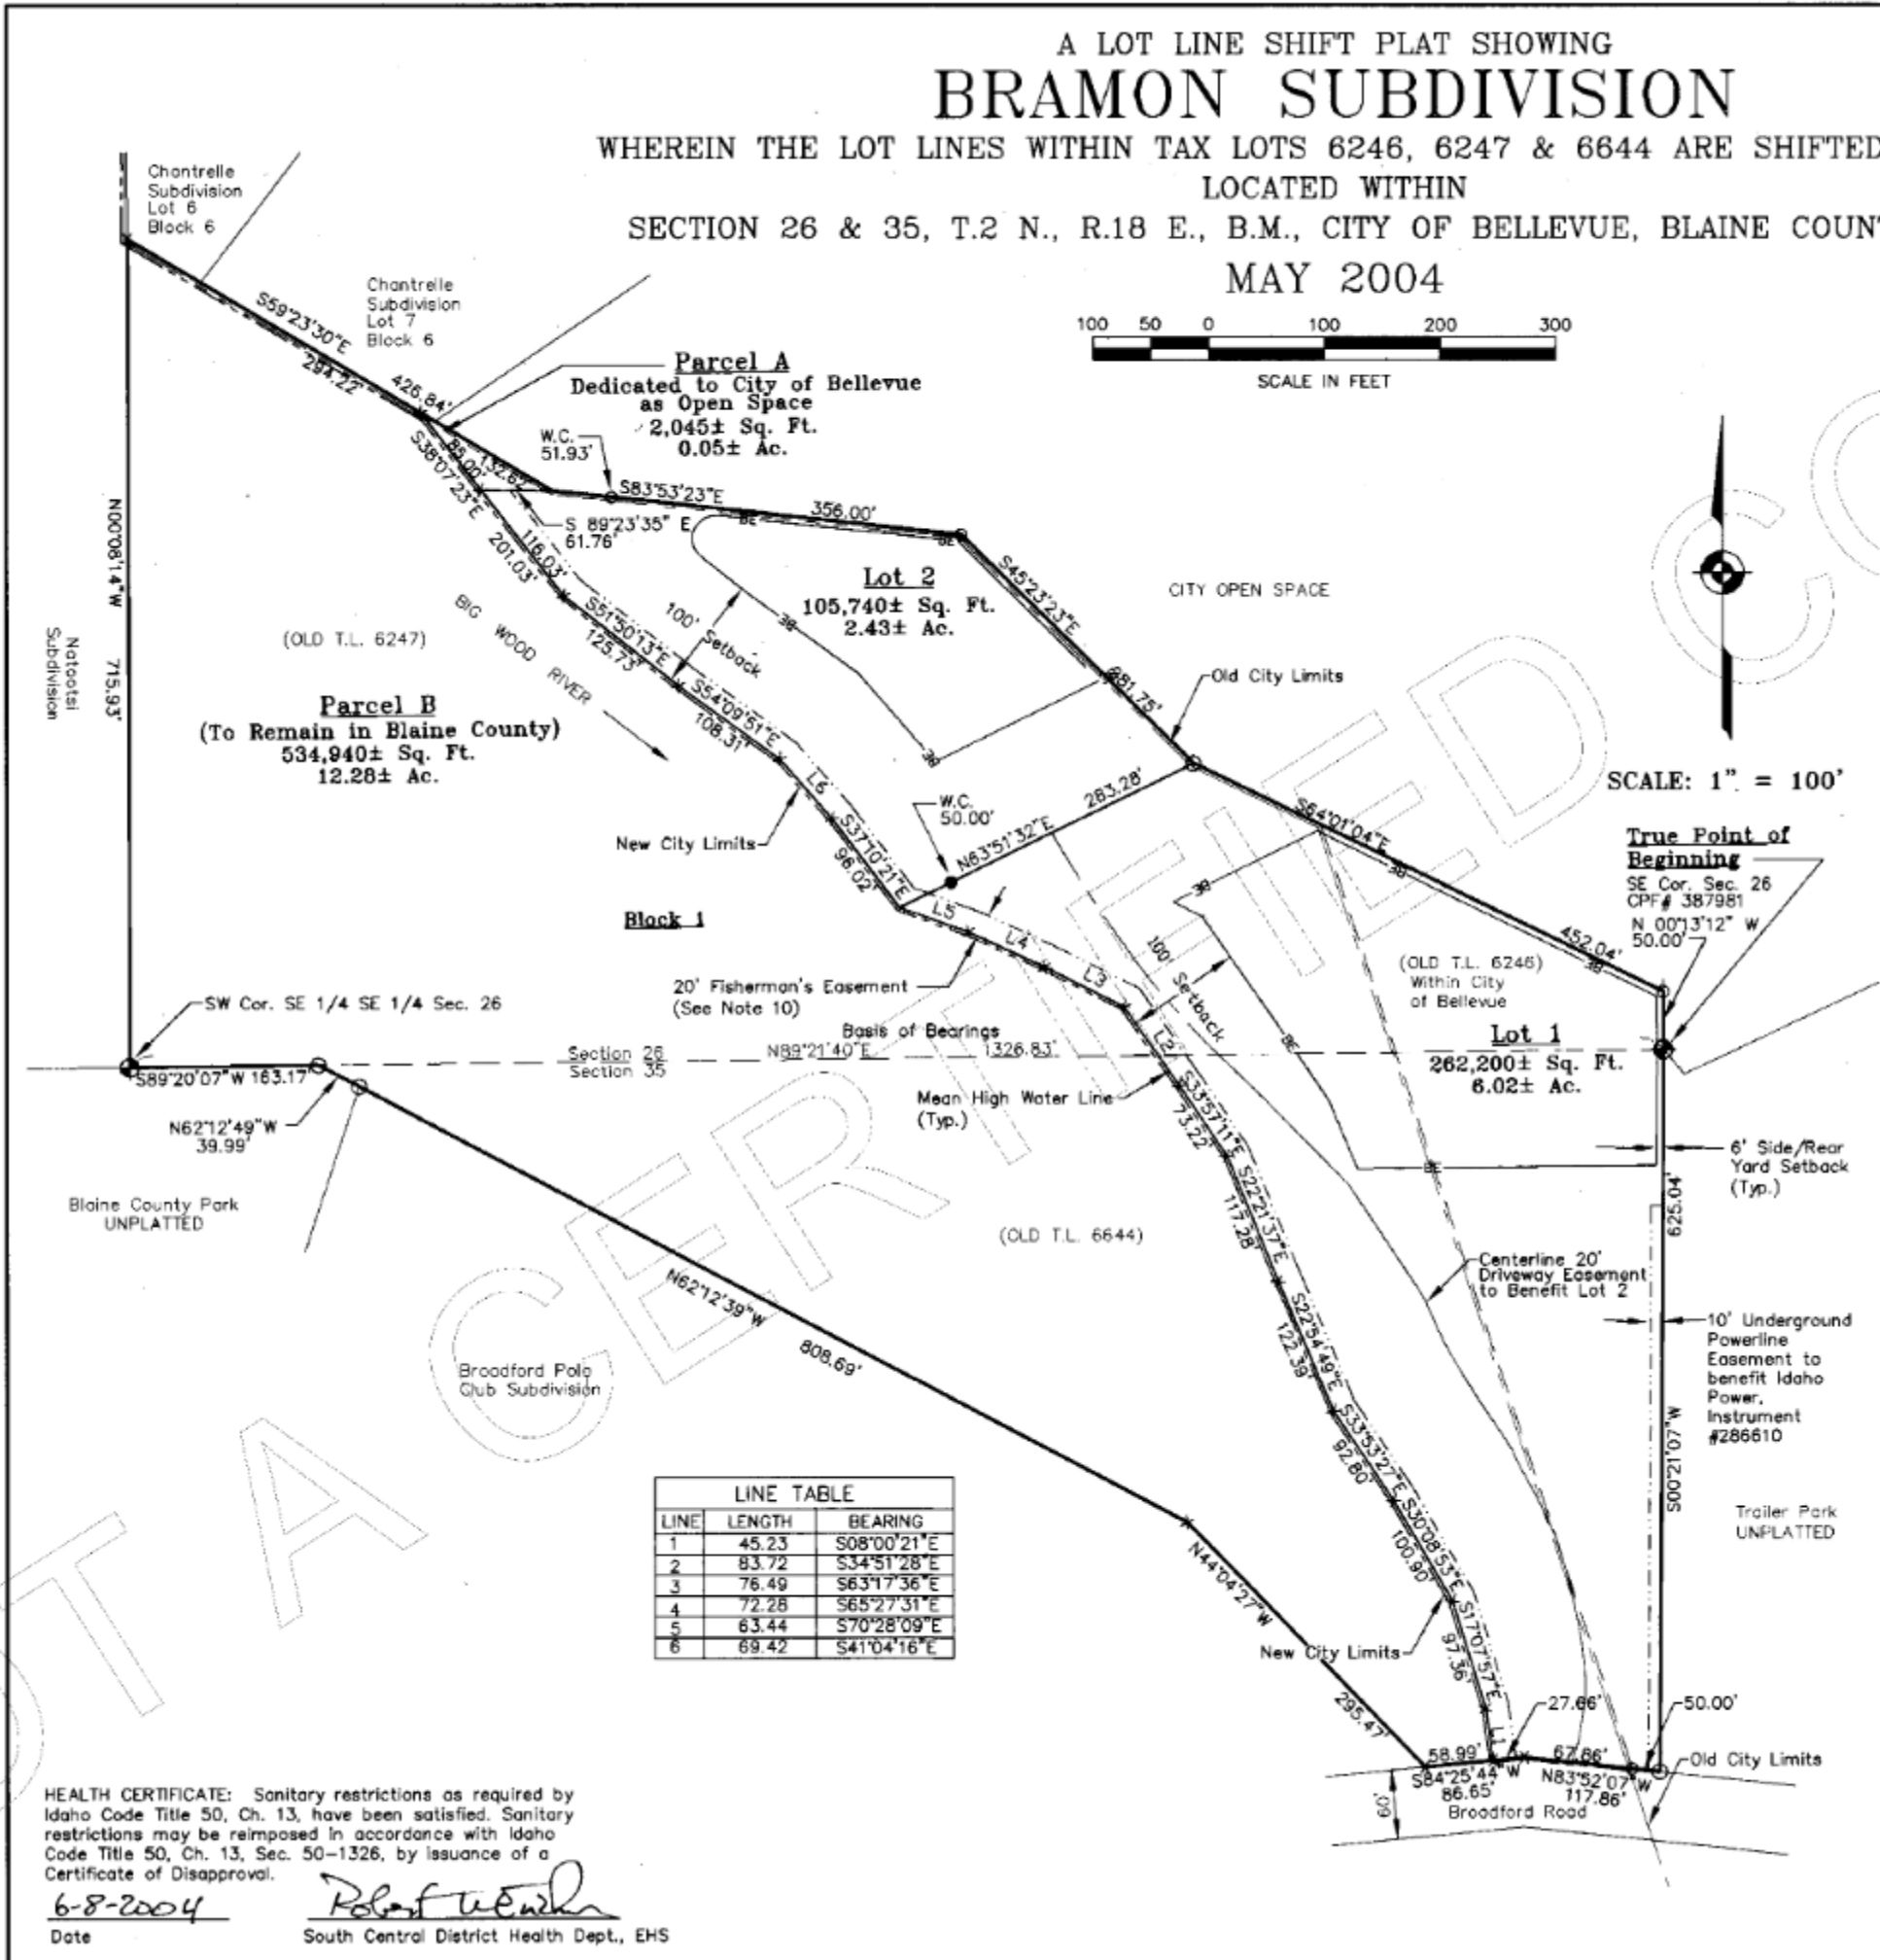 A LOT LINE SHIFT PLAT SHOWING
BRAMON SUBDIVISION
WHEREIN THE LOT LINES WITHIN TAX LOTS 6246, 6247 & 6644 ARE SHIFTED
LOCATED WITHIN
SECTION 26 & 35, T.2 N., R.18 E., B.M., CITY OF BELLEVUE, BLAINE COUN
MAY 2004
100 50 0 100 200 300
SCALE IN FEET
Chantrelle
Subdivision
Lot 6
Block 6
Chantrelle
Subdivision
Lot 7
Block 6
S59°23'30"E
294.22'
426.84'
Parcel A
Dedicated to City of Bellevue
as Open Space
2,045± Sq. Ft.
0.05± Ac.
W.C.
51.93'
85.00'
132.62'
S38°07'23"E
S83°53'23"E
356.00'
BE
BE
S 89°23'35" E
61.76'
116.03'
201.03'
N00°08'14"W 715.93'
Natootsi
Subdivision
(OLD T.L. 6247)
BIG WOOD RIVER
S51°50'13"E
125.73'
100' Setback
Lot 2
105,740± Sq. Ft.
2.43± Ac.
BE
S45°23'23"E
281.75'
CITY OPEN SPACE
Old City Limits
Parcel B
(To Remain in Blaine County)
534,940± Sq. Ft.
12.28± Ac.
S54°09'51"E
108.31'
BE
L6
New City Limits
S37°10'21"E
96.02'
W.C.
50.00'
N63°51'32"E
283.28'
SCALE: 1" = 100'
S64°01'04"E
BE
452.04'
BE
True Point of
Beginning
SE Cor. Sec. 26
CPF# 387981
N 00°13'12" W
50.00'
Block 1
L5
L4
L3
BE
100' Setback
(OLD T.L. 6246)
Within City
of Bellevue
Lot 1
262,200± Sq. Ft.
6.02± Ac.
20' Fisherman's Easement
(See Note 10)
SW Cor. SE 1/4 SE 1/4 Sec. 26
Basis of Bearings
Section 26
Section 35
N89°21'40"E
1326.83'
L2
BE
S89°20'07"W 163.17'
N62°12'49"W
39.99'
Mean High Water Line
(Typ.)
S33°57'11"E
73.22'
BE
6' Side/Rear
Yard Setback
(Typ.)
625.04'
Blaine County Park
UNPLATTED
(OLD T.L. 6644)
S22°21'37"E
117.28'
Centerline 20'
Driveway Easement
to Benefit Lot 2
N62°12'39"W
808.69'
S22°54'49"E
122.39'
10' Underground
Powerline
Easement to
benefit Idaho
Power.
Instrument
#286610
Broadford Polo
Club Subdivision
S33°53'27"E
92.80'
S00°21'07"W
LINE TABLE
LINE LENGTH BEARING
1 45.23 S08°00'21"E
2 83.72 S34°51'28"E
3 76.49 S63°17'36"E
4 72.28 S65°27'31"E
5 63.44 S70°28'09"E
6 69.42 S41°04'16"E
S30°08'53"E
100.90'
Trailer Park
UNPLATTED
N44°04'27"W
295.47'
New City Limits
S17°07'57"E
97.36'
L1
27.66'
50.00'
58.99'
67.86'
Old City Limits
S84°25'44"W
86.65'
N83°52'07"W
117.86'
60'
Broadford Road
HEALTH CERTIFICATE: Sanitary restrictions as required by
Idaho Code Title 50, Ch. 13, have been satisfied. Sanitary
restrictions may be reimposed in accordance with Idaho
Code Title 50, Ch. 13, Sec. 50-1326, by issuance of a
Certificate of Disapproval.
6-8-2004
Date
Robert
South Central District Health Dept., EHS
OT A CERTIFIED CO